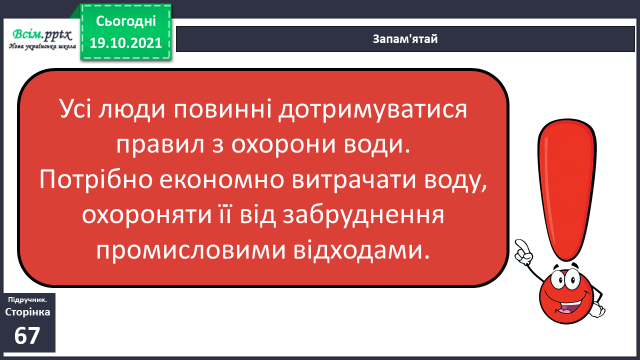 Всім.pptx
Нова українська школа
Сьогодні
19.10.2021
Запам'ятай
Усі люди повинні дотримуватися
правил з охорони води.
Потрібно економно витрачати воду,
охороняти її від забруднення
промисловими відходами.
Підручник.
Сторінка
67